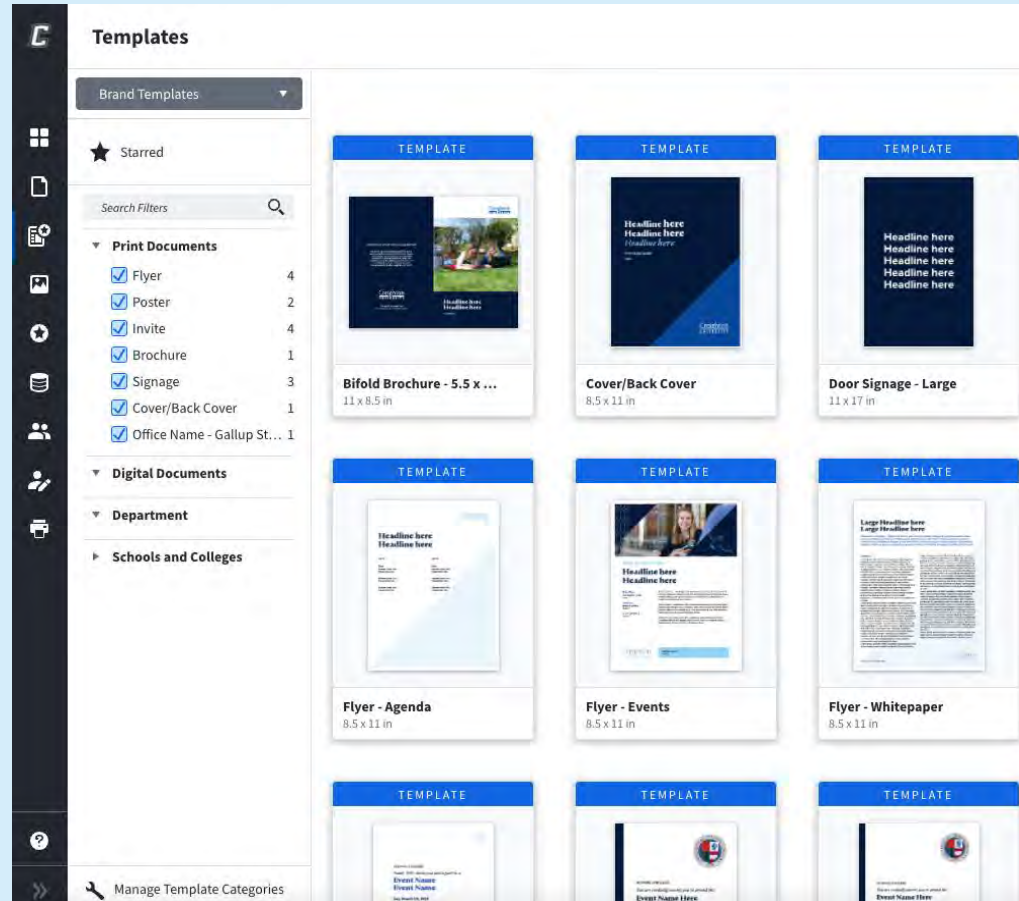 C
Templates
Brand Templates
Starred
Search Filters
Print Documents
Flyer 4
Poster 2
Invite 4
Brochure 1
Signage 3
Cover/Back Cover 1
Office Name - Gallup St... 1
Digital Documents
Department
Schools and Colleges
Manage Template Categories
TEMPLATE
Headline here
Headline here
Bifold Brochure - 5.5 x ...
11 x 8.5 in
TEMPLATE
Headline here
Headline here
Headline here
Creighton
UNIVERSITY
Cover/Back Cover
8.5 x 11 in
TEMPLATE
Headline here
Headline here
Headline here
Headline here
Headline here
Door Signage - Large
11 x 17 in
TEMPLATE
Headline here
Headline here
Flyer - Agenda
8.5 x 11 in
TEMPLATE
Headline here
Headline here
Flyer - Events
8.5 x 11 in
TEMPLATE
Large Headline here
Large Headline here
Flyer - Whitepaper
8.5 x 11 in
TEMPLATE
Event Name
Event Name
TEMPLATE
Event Name Here
TEMPLATE
Event Name Here